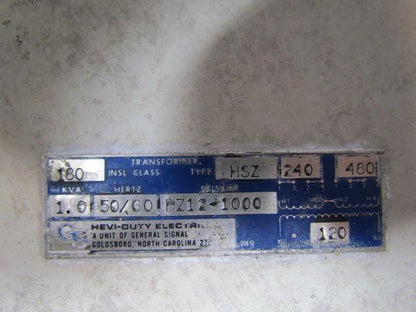 TRANSFORMER,
180 INSL CLASS TYPE HSZ 240 480
KVA HERTZ
1.0 50/60 HZ12-1000
HEVI-DUTY ELECTRIC 120
A UNIT OF GENERAL SIGNAL
GOLDSBORO, NORTH CAROLINA 27